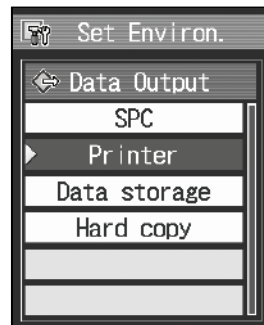 Set Environ.
Data Output
SPC
Printer
Data storage
Hard copy